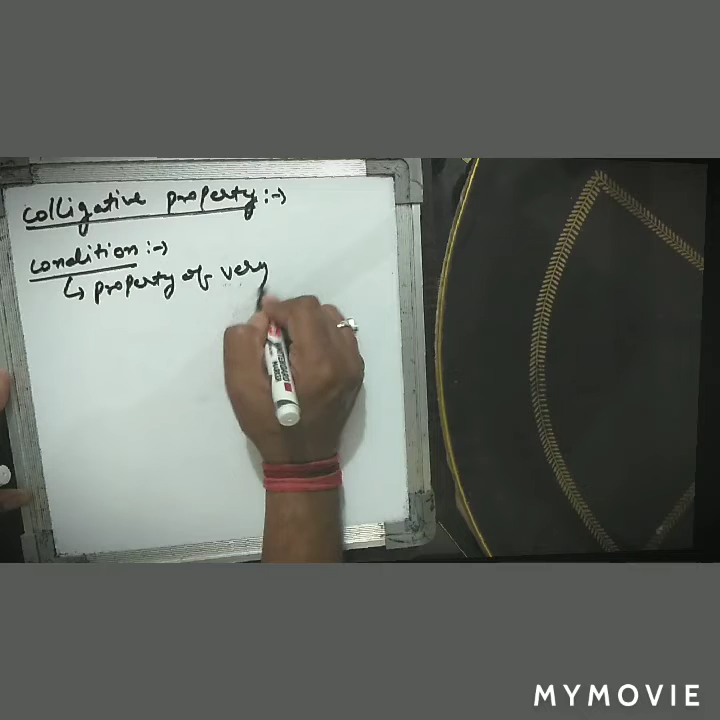 colligative property :→
condition :→
↳ property of very
MYMOVIE